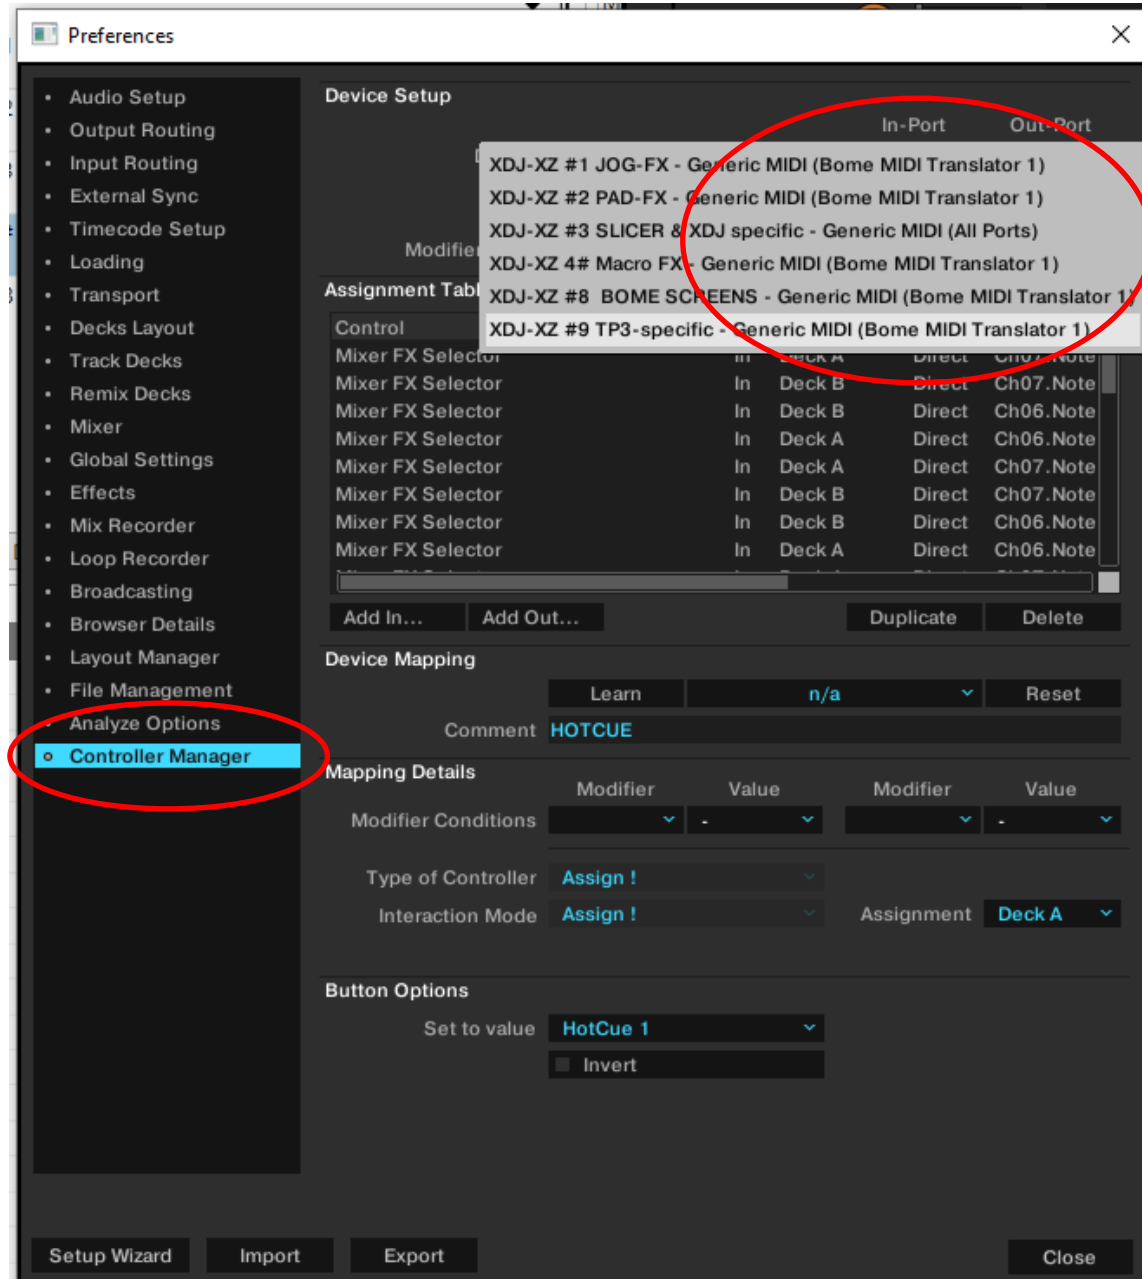 Preferences
Audio Setup
Output Routing
Input Routing
External Sync
Timecode Setup
Loading
Transport
Decks Layout
Track Decks
Remix Decks
Mixer
Global Settings
Effects
Mix Recorder
Loop Recorder
Broadcasting
Browser Details
Layout Manager
File Management
Analyze Options
Controller Manager
Device Setup
In-Port Out-Port
XDJ-XZ #1 JOG-FX - Generic MIDI (Bome MIDI Translator 1)
XDJ-XZ #2 PAD-FX - Generic MIDI (Bome MIDI Translator 1)
XDJ-XZ #3 SLICER & XDJ specific - Generic MIDI (All Ports)
XDJ-XZ 4# Macro FX - Generic MIDI (Bome MIDI Translator 1)
XDJ-XZ #8 BOME SCREENS - Generic MIDI (Bome MIDI Translator 1)
XDJ-XZ #9 TP3-specific - Generic MIDI (Bome MIDI Translator 1)
Modifie
Assignment Tabl
Control
Mixer FX Selector In Deck A Direct Ch07.Note
Mixer FX Selector In Deck B Direct Ch07.Note
Mixer FX Selector In Deck B Direct Ch06.Note
Mixer FX Selector In Deck A Direct Ch06.Note
Mixer FX Selector In Deck A Direct Ch07.Note
Mixer FX Selector In Deck B Direct Ch07.Note
Mixer FX Selector In Deck B Direct Ch06.Note
Mixer FX Selector In Deck A Direct Ch06.Note
Add In... Add Out... Duplicate Delete
Device Mapping
Learn n/a Reset
Comment HOTCUE
Mapping Details
Modifier Value Modifier Value
Modifier Conditions - -
Type of Controller Assign !
Interaction Mode Assign ! Assignment Deck A
Button Options
Set to value HotCue 1
Invert
Setup Wizard Import Export Close